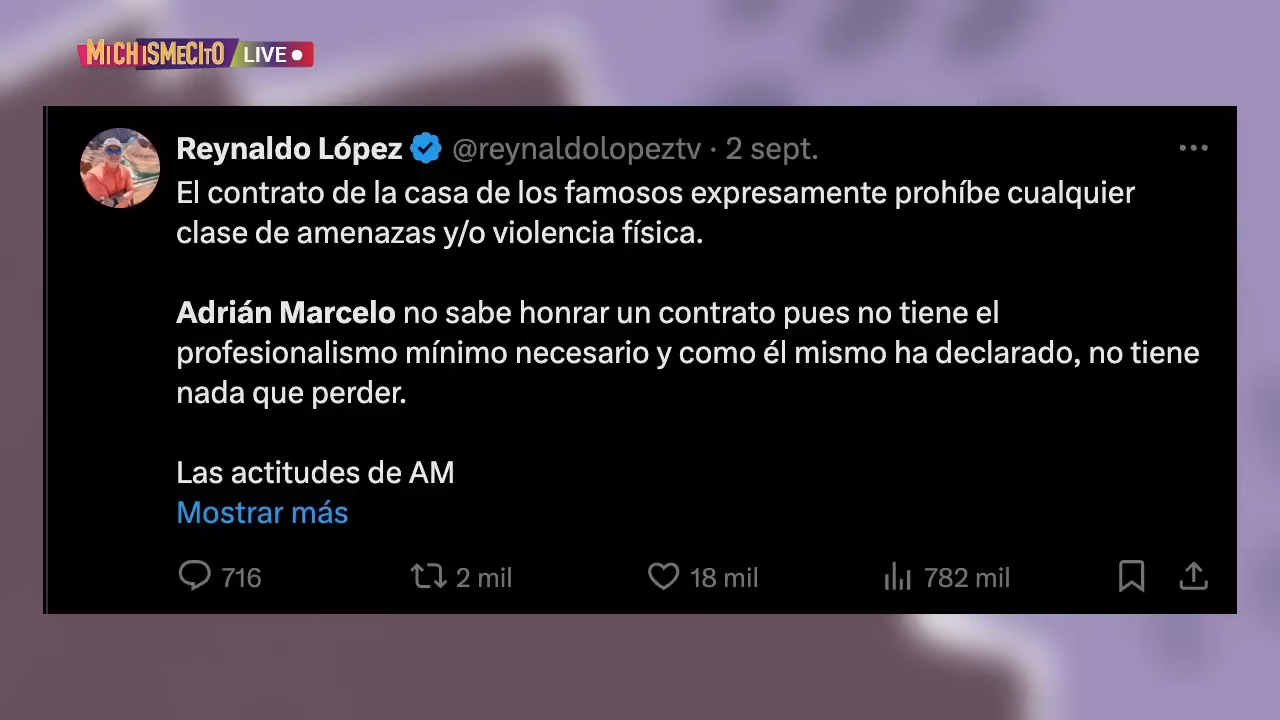 MICHISMECITO LIVE
Reynaldo López @reynaldolopeztv · 2 sept.
El contrato de la casa de los famosos expresamente prohíbe cualquier
clase de amenazas y/o violencia física.
Adrián Marcelo no sabe honrar un contrato pues no tiene el
profesionalismo mínimo necesario y como él mismo ha declarado, no tiene
nada que perder.
Las actitudes de AM
Mostrar más
716 2 mil 18 mil 782 mil